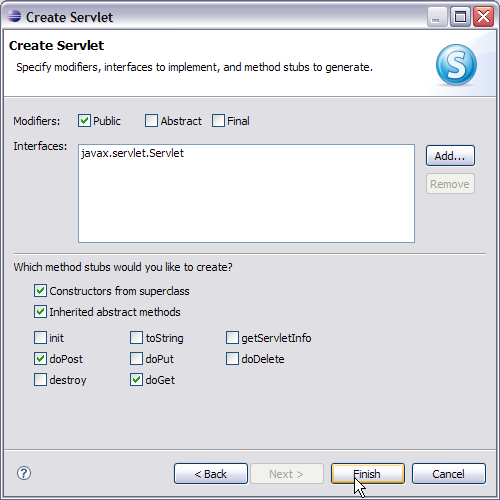 Create Servlet
Create Servlet
Specify modifiers, interfaces to implement, and method stubs to generate.
S
Modifiers: Public Abstract Final
Interfaces: javax.servlet.Servlet
Add...
Remove
Which method stubs would you like to create?
Constructors from superclass
Inherited abstract methods
init toString getServletInfo
doPost doPut doDelete
destroy doGet
? < Back Next > Finish Cancel